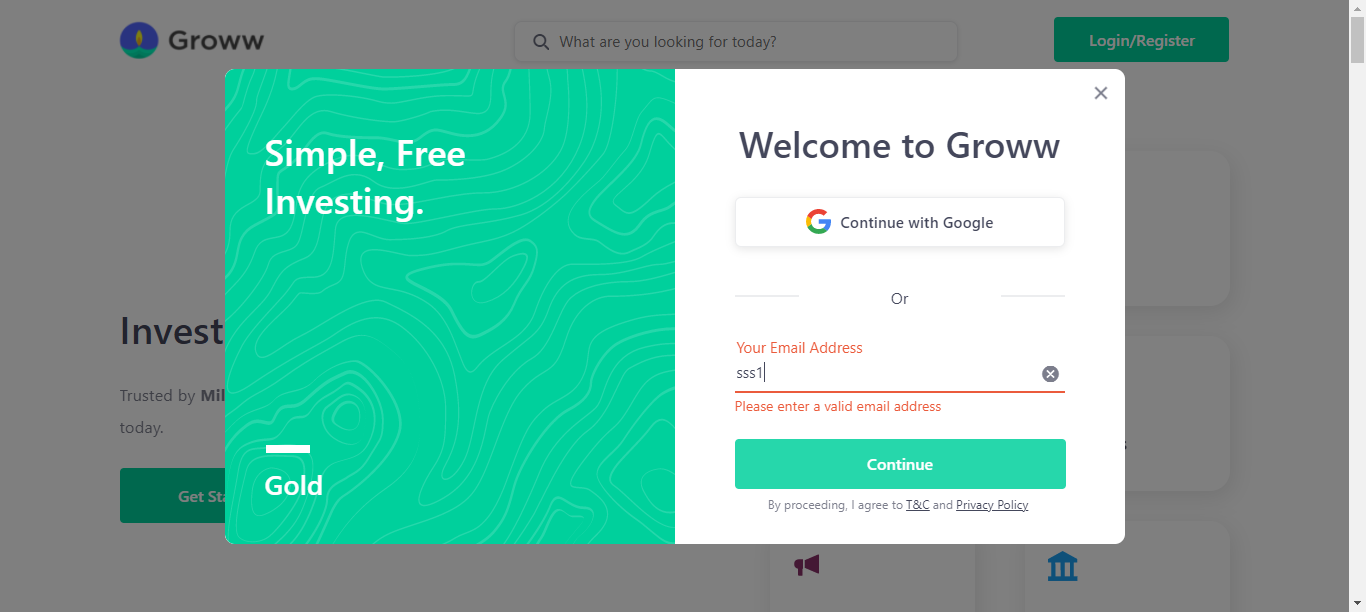 Groww
What are you looking for today?
Login/Register
Simple, Free
Investing.
Gold
Welcome to Groww
Continue with Google
Or
Your Email Address
sss1
Please enter a valid email address
Continue
By proceeding, I agree to T&C and Privacy Policy
Invest
Trusted by Mil
today.
Get Sta
s